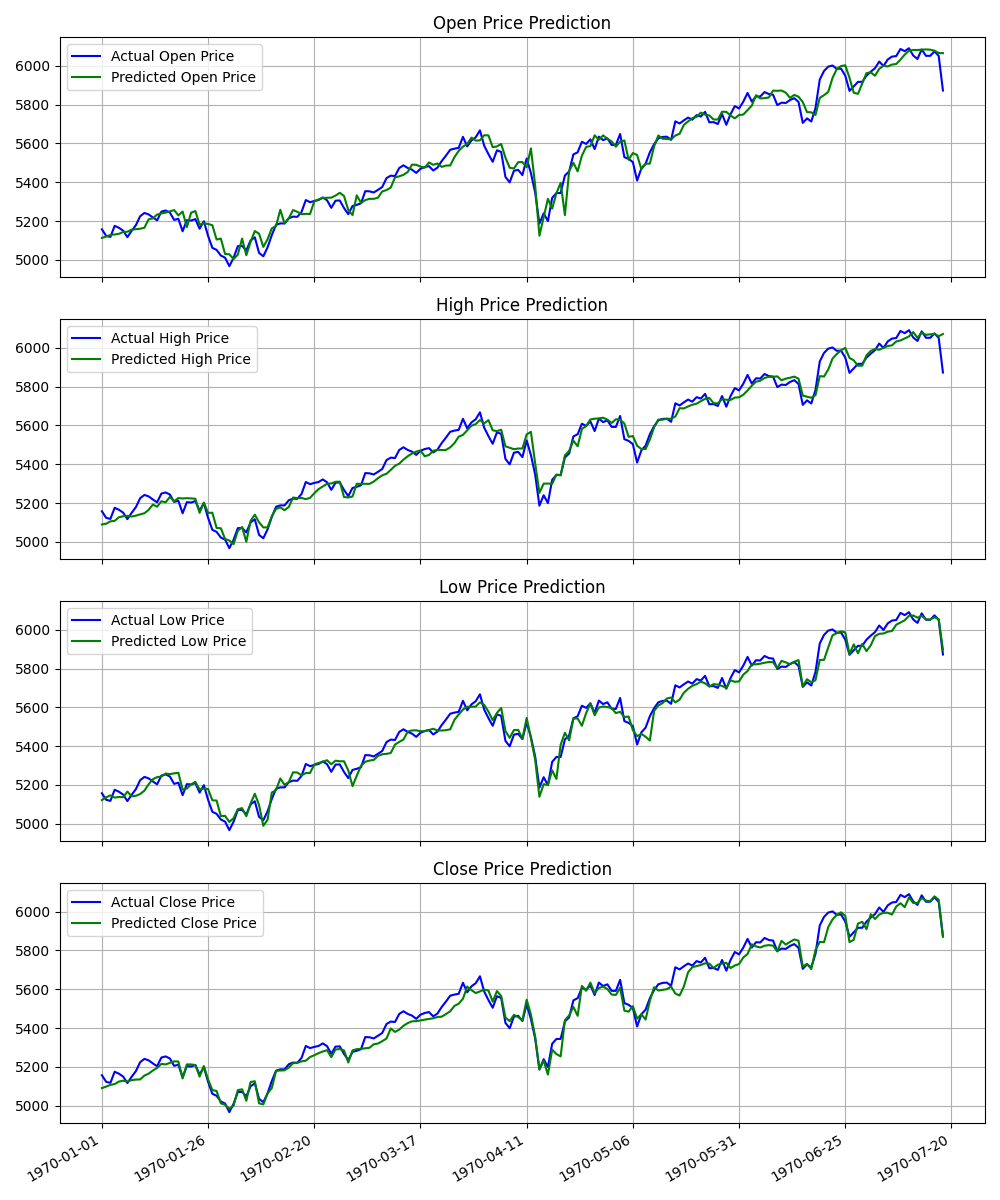 Open Price Prediction
Actual Open Price
Predicted Open Price
6000
5800
5600
5400
5200
5000
High Price Prediction
Actual High Price
Predicted High Price
6000
5800
5600
5400
5200
5000
Low Price Prediction
Actual Low Price
Predicted Low Price
6000
5800
5600
5400
5200
5000
Close Price Prediction
Actual Close Price
Predicted Close Price
6000
5800
5600
5400
5200
5000
1970-01-01
1970-01-26
1970-02-20
1970-03-17
1970-04-11
1970-05-06
1970-05-31
1970-06-25
1970-07-20